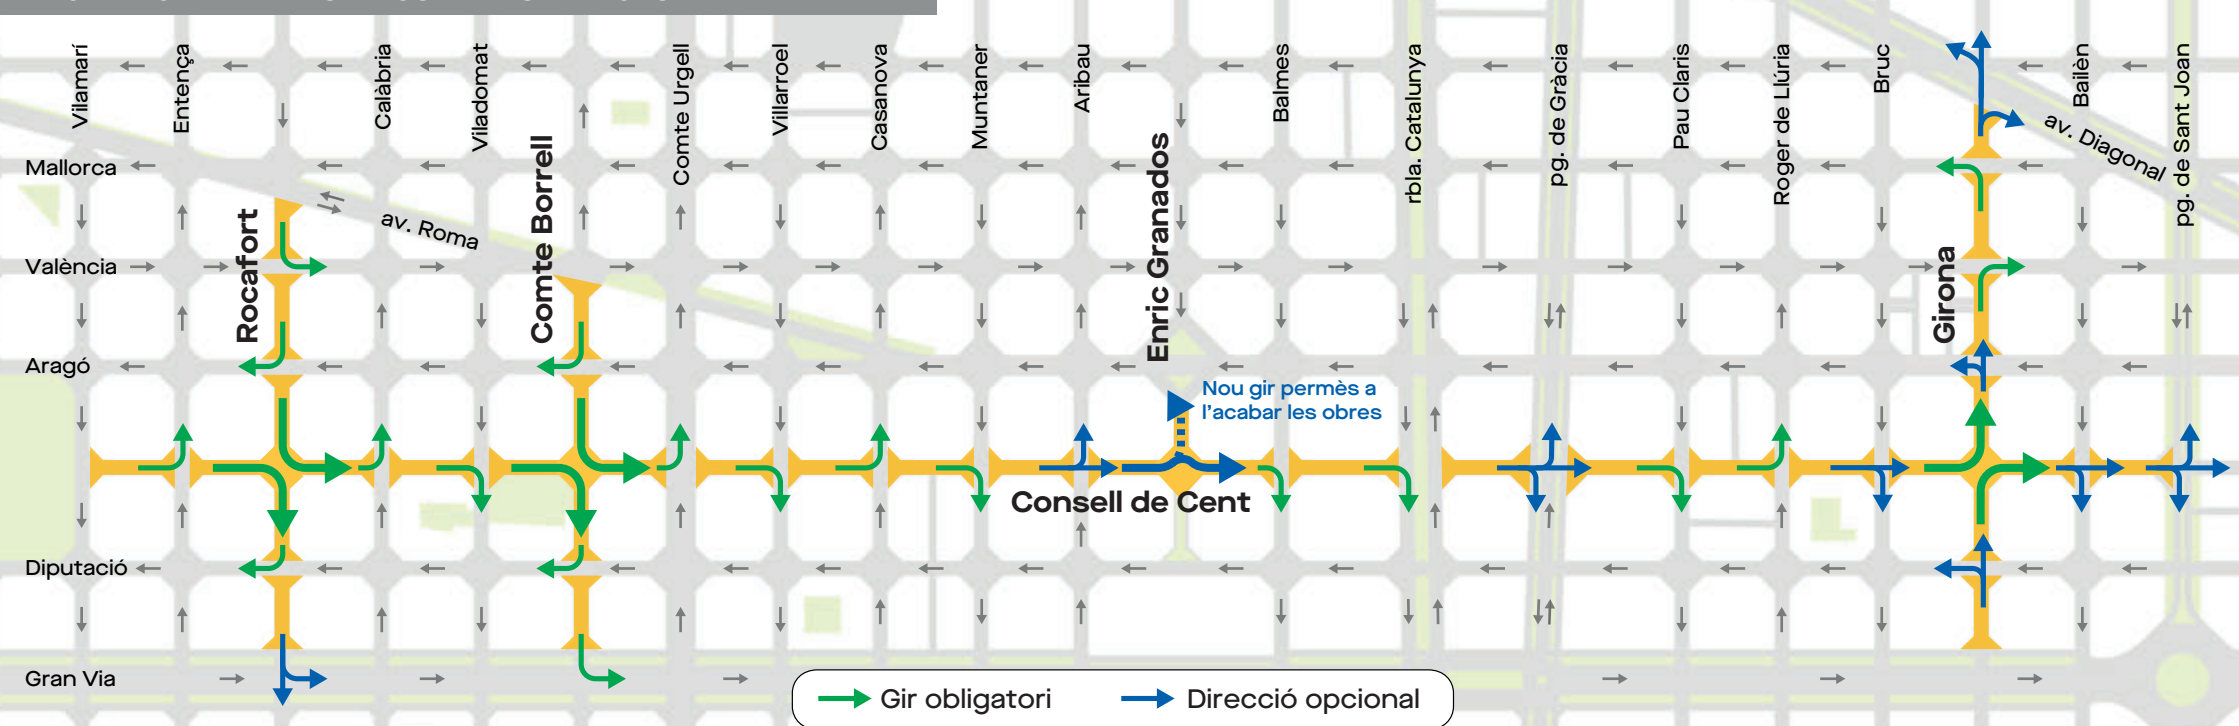 Vilamarí
Entença
Calàbria
Viladomat
Comte Urgell
Villarroel
Casanova
Muntaner
Aribau
Balmes
rbla. Catalunya
pg. de Gràcia
Pau Claris
Roger de Llúria
Bruc
Bailèn
pg. de Sant Joan
av. Diagonal
Mallorca
av. Roma
Rocafort
Comte Borrell
Enric Granados
Girona
València
Aragó
Nou gir permès a
l'acabar les obres
Consell de Cent
Diputació
Gran Via
Gir obligatori
Direcció opcional